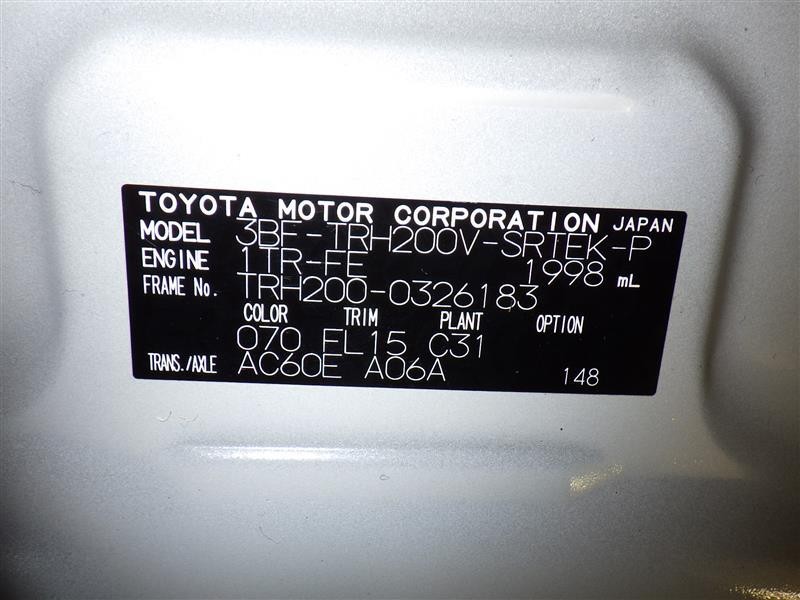 TOYOTA MOTOR CORPORATION JAPAN
MODEL 3BF-TRH200V-SRTEK-P
ENGINE 1TR-FE 1998 mL
FRAME No. TRH200-0326183
COLOR TRIM PLANT OPTION
070 FL15 C31
TRANS./AXLE AC60E A06A 148